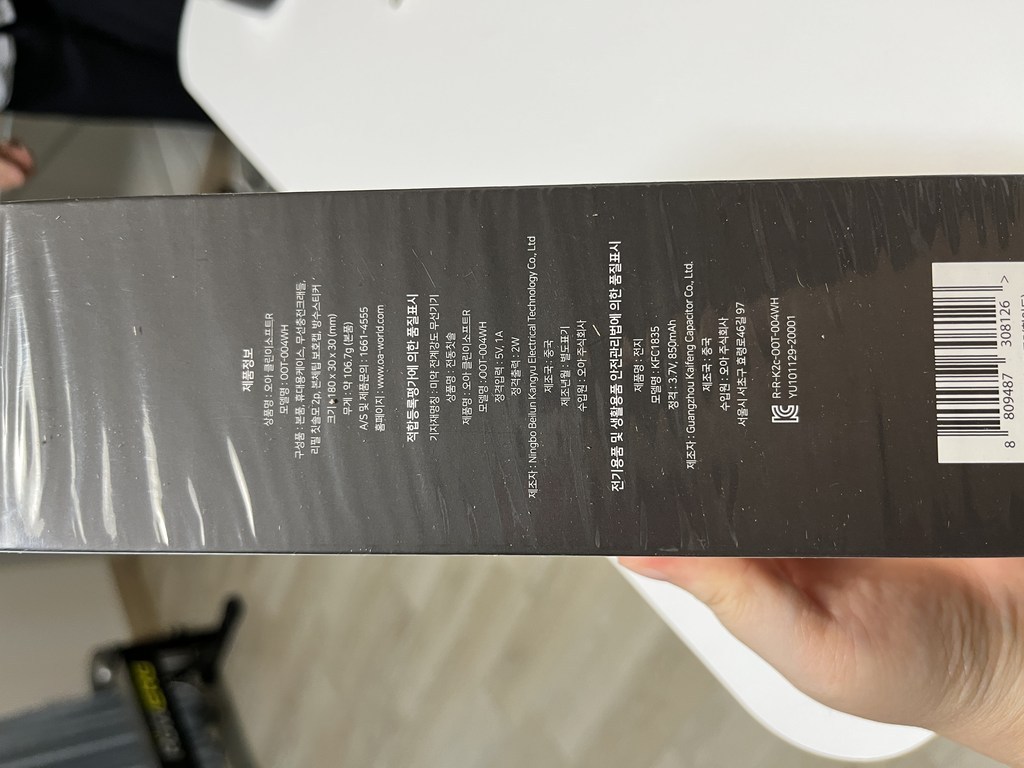 제품정보
상품명 : 오아 클린이소프트R
모델명 : OOT-004WH
구성품 : 본품, 휴대용케이스, 무선충전크래들,
리필 칫솔모 2p, 본체팁 보호캡, 방수스티커
크기 : 180 x 30 x 30 (mm)
무게 : 약 106.7g (본품)
A/S 및 제품문의 : 1661-4555
홈페이지 : www.oa-world.com
적합등록평가에 의한 품질표시
기자재명칭 : 미약 전계강도 무선기기
상품명 : 전동칫솔
제품명 : 오아 클린이소프트R
모델명 : OOT-004WH
정격입력 : 5V, 1A
정격출력 : 2W
제조자 : Ningbo Beilun Kangyu Electrical Technology Co., Ltd
제조국 : 중국
제조년월 : 별도표기
수입원 : 오아 주식회사
전기용품 및 생활용품 안전관리법에 의한 품질표시
제품명 : 전지
모델명 : KFC1835
정격 : 3.7V, 850mAh
제조자 : Guangzhou Kaifeng Capacitor Co., Ltd.
제조국 : 중국
수입원 : 오아 주식회사
서울시 서초구 효령로46길 97
R-R-K2c-OOT-004WH
YU101129-20001
8 809487 308126 >